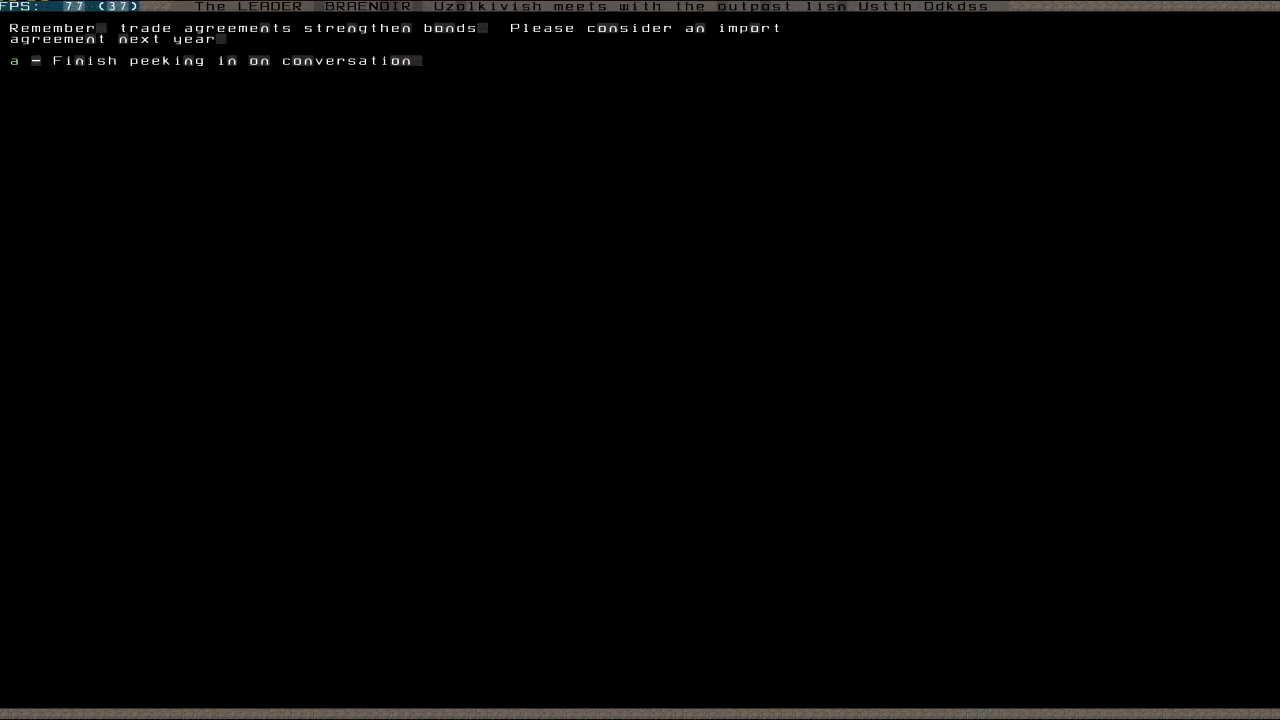 FPS: 77 (37) The LEADER BRAENDIR Uzolkivish meets with the outpost lisn Ustth Ddkdss
Remember trade agreements strengthen bonds Please consider an import
agreement next year
a - Finish peeking in on conversation